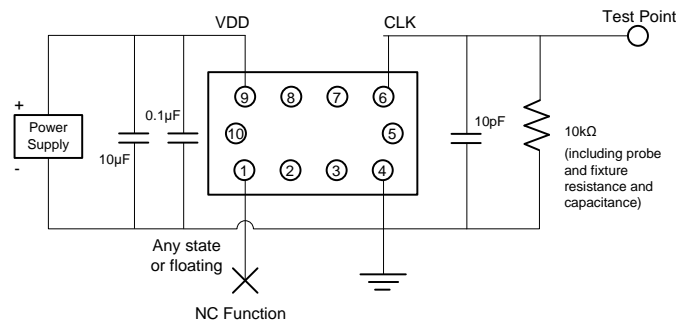 VDD
CLK
Test Point
+
Power
Supply
-
10µF
0.1µF
9
8
7
6
10
5
1
2
3
4
10pF
10kΩ
(including probe
and fixture
resistance and
capacitance)
Any state
or floating
NC Function